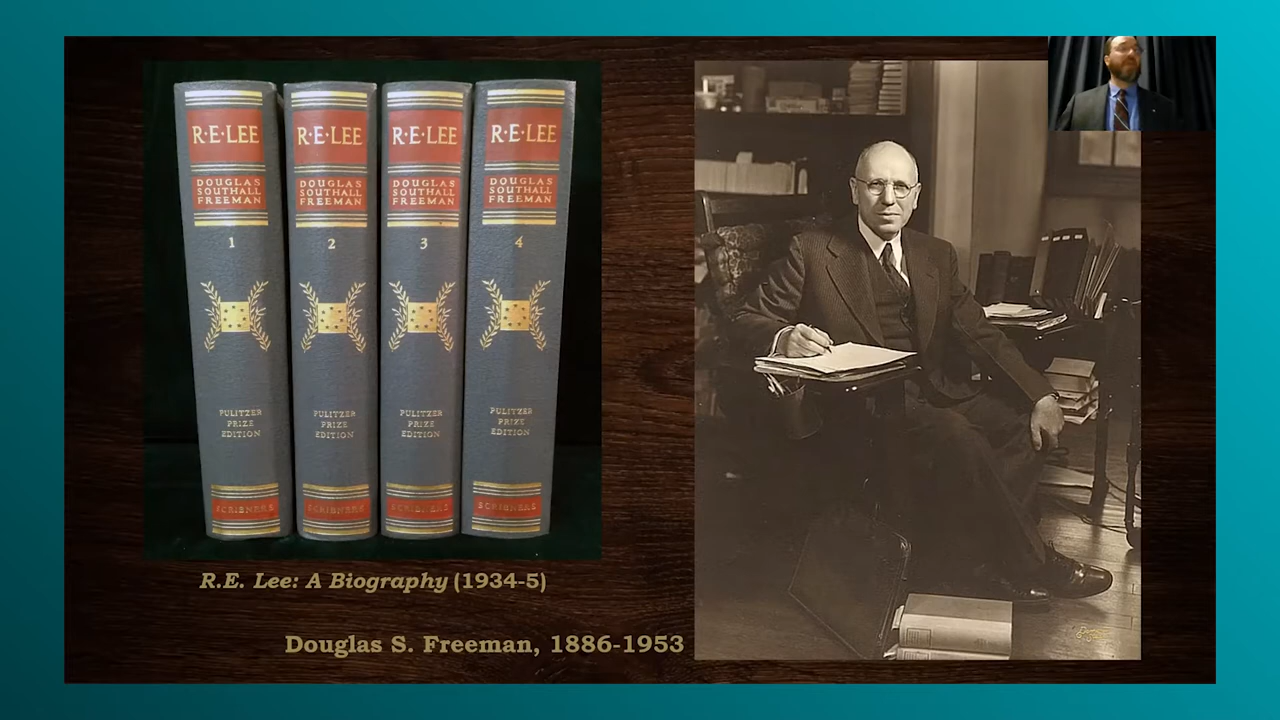 R·E·LEE
DOUGLAS
SOUTHALL
FREEMAN
1
PULITZER
PRIZE
EDITION
SCRIBNERS
R·E·LEE
DOUGLAS
SOUTHALL
FREEMAN
2
PULITZER
PRIZE
EDITION
SCRIBNERS
R·E·LEE
DOUGLAS
SOUTHALL
FREEMAN
3
PULITZER
PRIZE
EDITION
SCRIBNERS
R·E·LEE
DOUGLAS
SOUTHALL
FREEMAN
4
PULITZER
PRIZE
EDITION
SCRIBNERS
R.E. Lee: A Biography (1934-5)
Douglas S. Freeman, 1886-1953